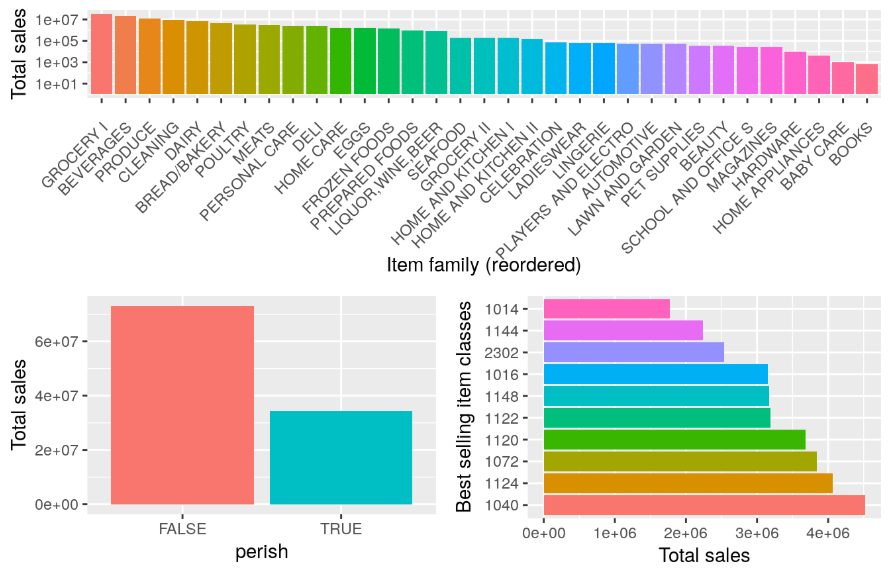 Total sales
1e+07
1e+05
1e+03
1e+01
GROCERY I
BEVERAGES
PRODUCE
CLEANING
DAIRY
BREAD/BAKERY
POULTRY
MEATS
PERSONAL CARE
DELI
HOME CARE
EGGS
FROZEN FOODS
PREPARED FOODS
LIQUOR,WINE,BEER
SEAFOOD
GROCERY II
HOME AND KITCHEN I
HOME AND KITCHEN II
CELEBRATION
LADIESWEAR
LINGERIE
PLAYERS AND ELECTRO
AUTOMOTIVE
LAWN AND GARDEN
PET SUPPLIES
BEAUTY
SCHOOL AND OFFICE S
MAGAZINES
HARDWARE
HOME APPLIANCES
BABY CARE
BOOKS
Item family (reordered)
Total sales
6e+07
4e+07
2e+07
0e+00
FALSE
TRUE
perish
Best selling item classes
1014
1144
2302
1016
1148
1122
1120
1072
1124
1040
0e+00
1e+06
2e+06
3e+06
4e+06
Total sales